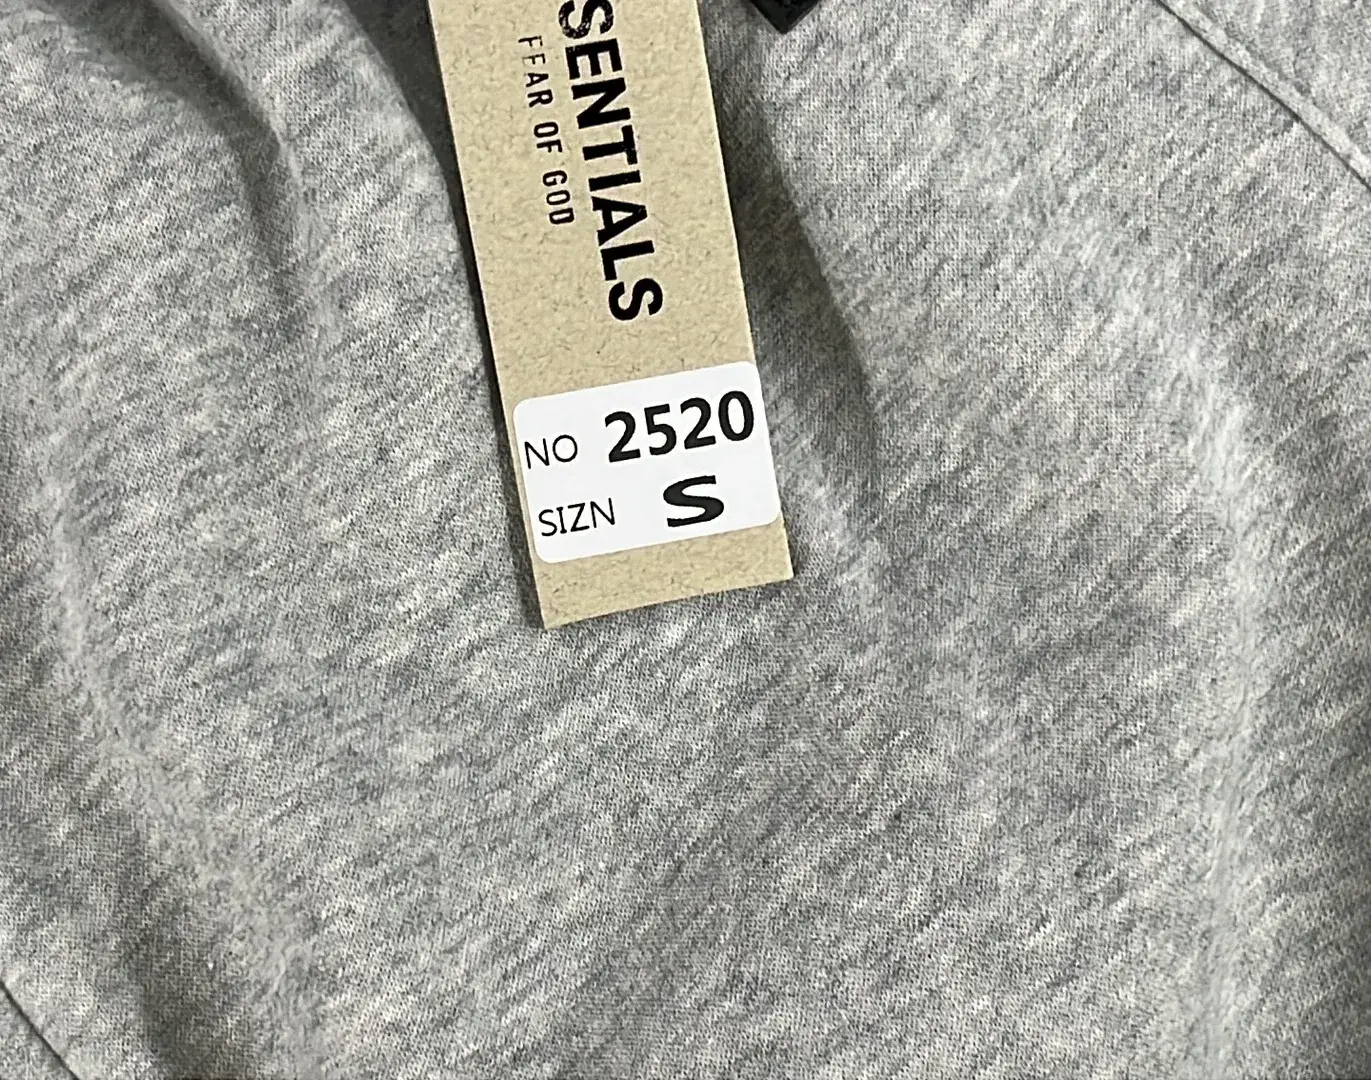 SENTIALS
FEAR OF GOD
NO 2520
SIZN S